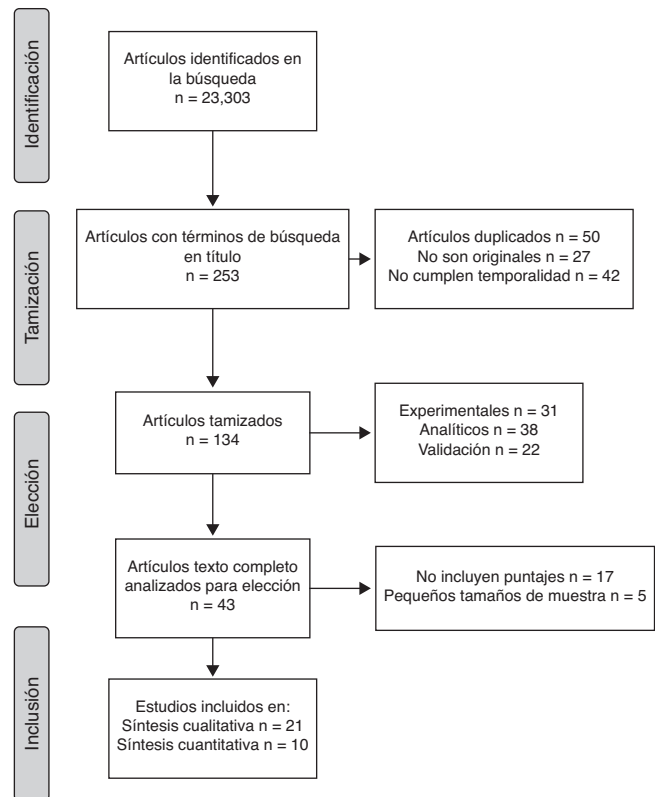 Identificación
Artículos identificados en
la búsqueda
n = 23,303
Tamización
Artículos con términos de búsqueda
en título
n = 253
Artículos duplicados n = 50
No son originales n = 27
No cumplen temporalidad n = 42
Elección
Artículos tamizados
n = 134
Experimentales n = 31
Analíticos n = 38
Validación n = 22
Artículos texto completo
analizados para elección
n = 43
No incluyen puntajes n = 17
Pequeños tamaños de muestra n = 5
Inclusión
Estudios incluidos en:
Síntesis cualitativa n = 21
Síntesis cuantitativa n = 10